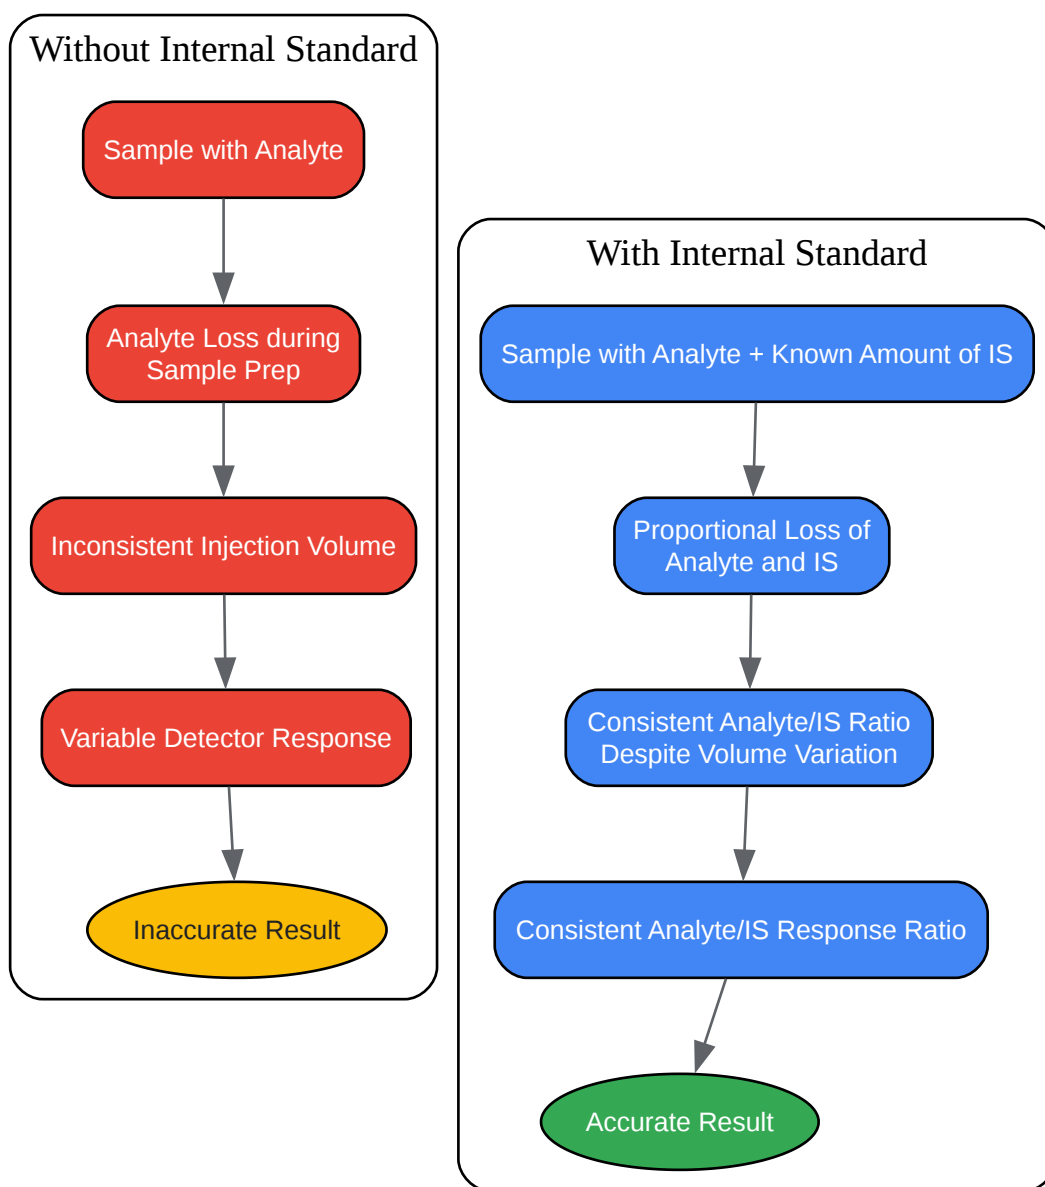 Without Internal Standard
Sample with Analyte
Analyte Loss during
Sample Prep
Inconsistent Injection Volume
Variable Detector Response
Inaccurate Result
With Internal Standard
Sample with Analyte + Known Amount of IS
Proportional Loss of
Analyte and IS
Consistent Analyte/IS Ratio
Despite Volume Variation
Consistent Analyte/IS Response Ratio
Accurate Result